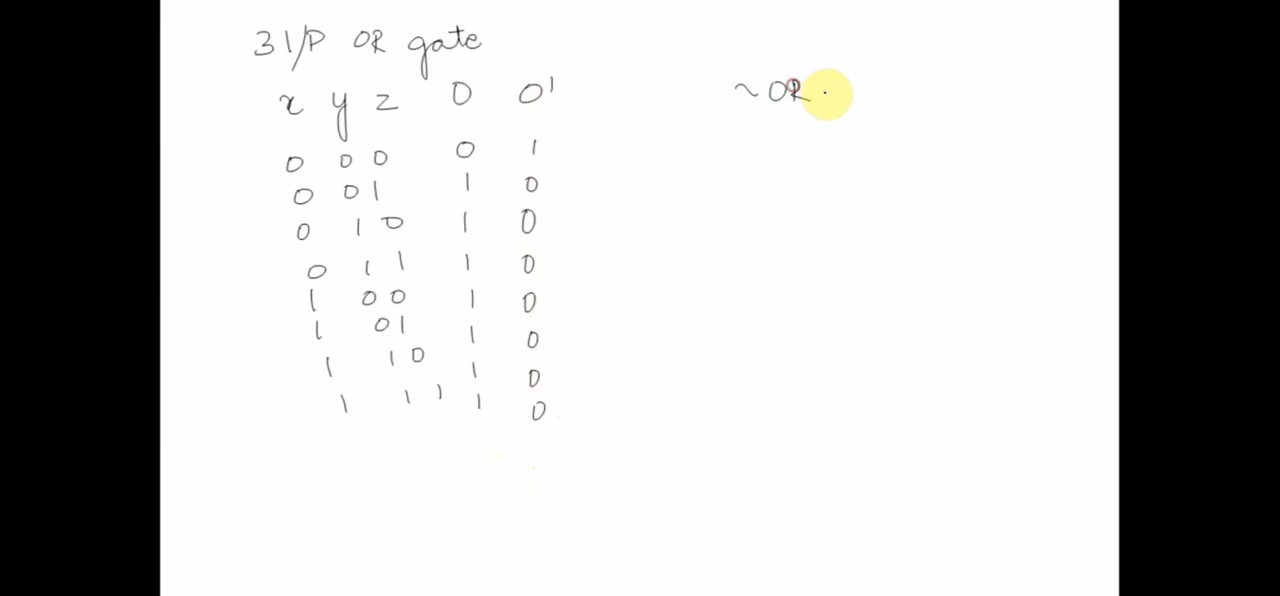 3 I/P OR gate
x y z O O'
~ OR
0 0 0 0 1
0 0 1 1 0
0 1 0 1 0
0 1 1 1 0
1 0 0 1 0
1 0 1 1 0
1 1 0 1 0
1 1 1 1 0